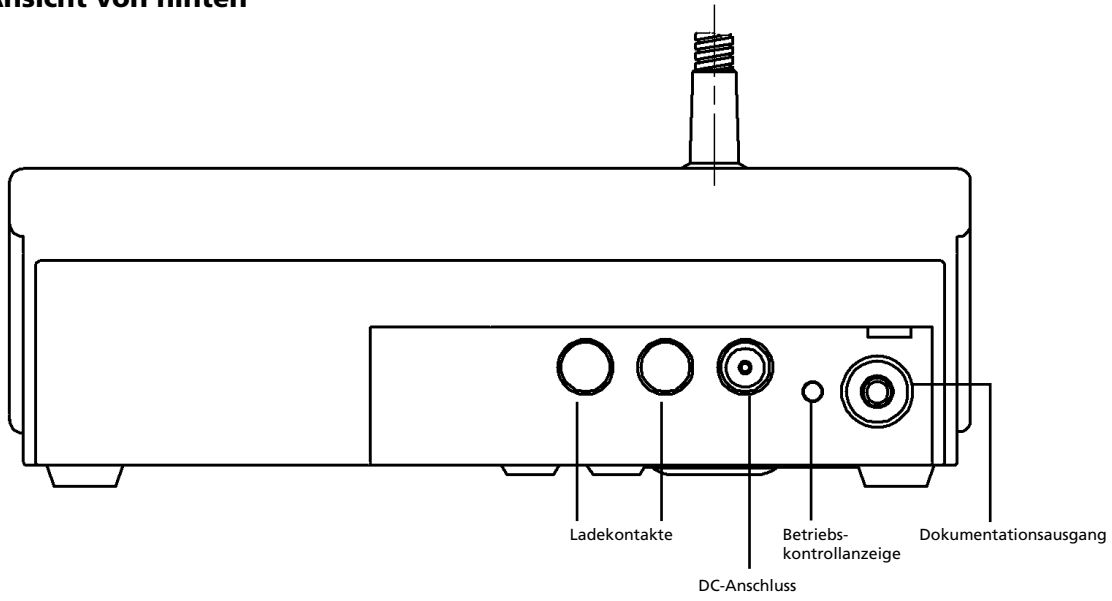 Ansicht von hinten
Ladekontakte
Betriebs-
kontrollanzeige
Dokumentationsausgang
DC-Anschluss